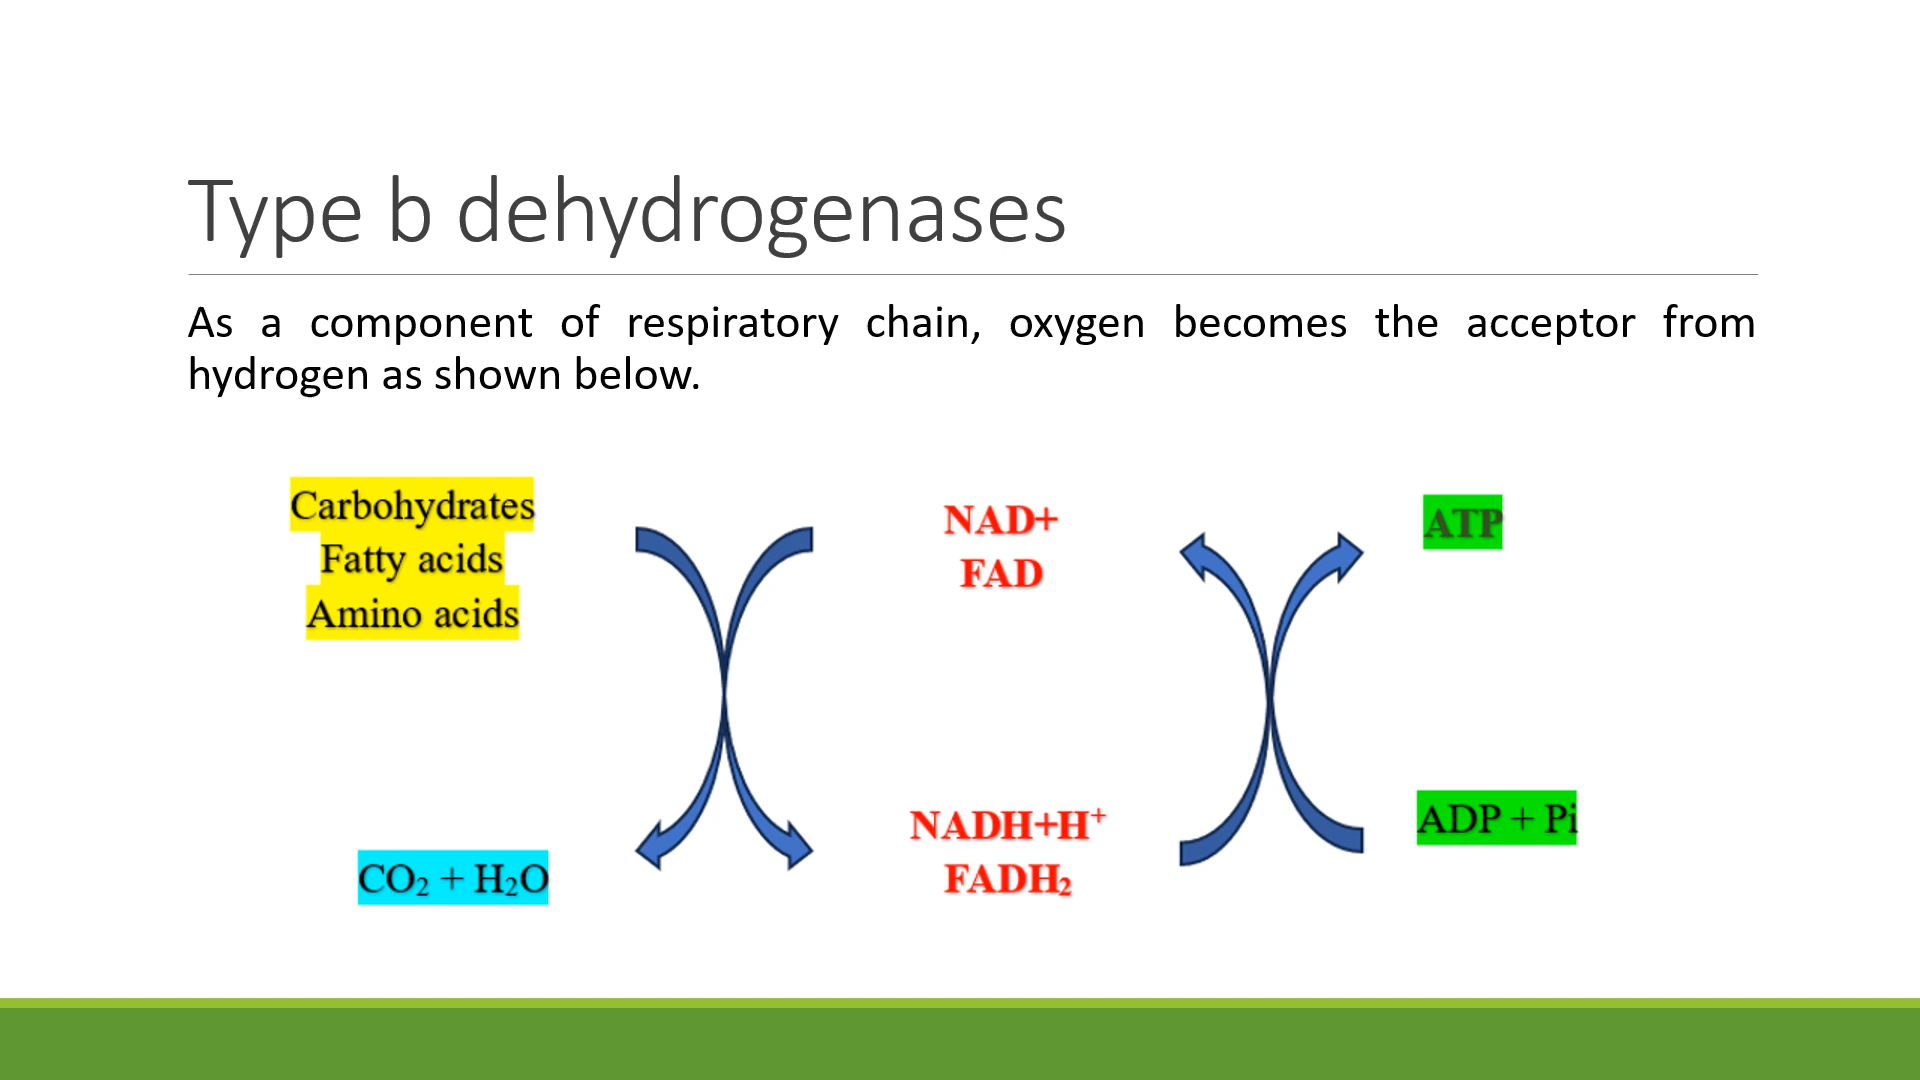 Type b dehydrogenases
As a component of respiratory chain, oxygen becomes the acceptor from
hydrogen as shown below.
Carbohydrates
Fatty acids
Amino acids
NAD+
FAD
ATP
CO₂ + H₂O
NADH+H⁺
FADH₂
ADP + Pi